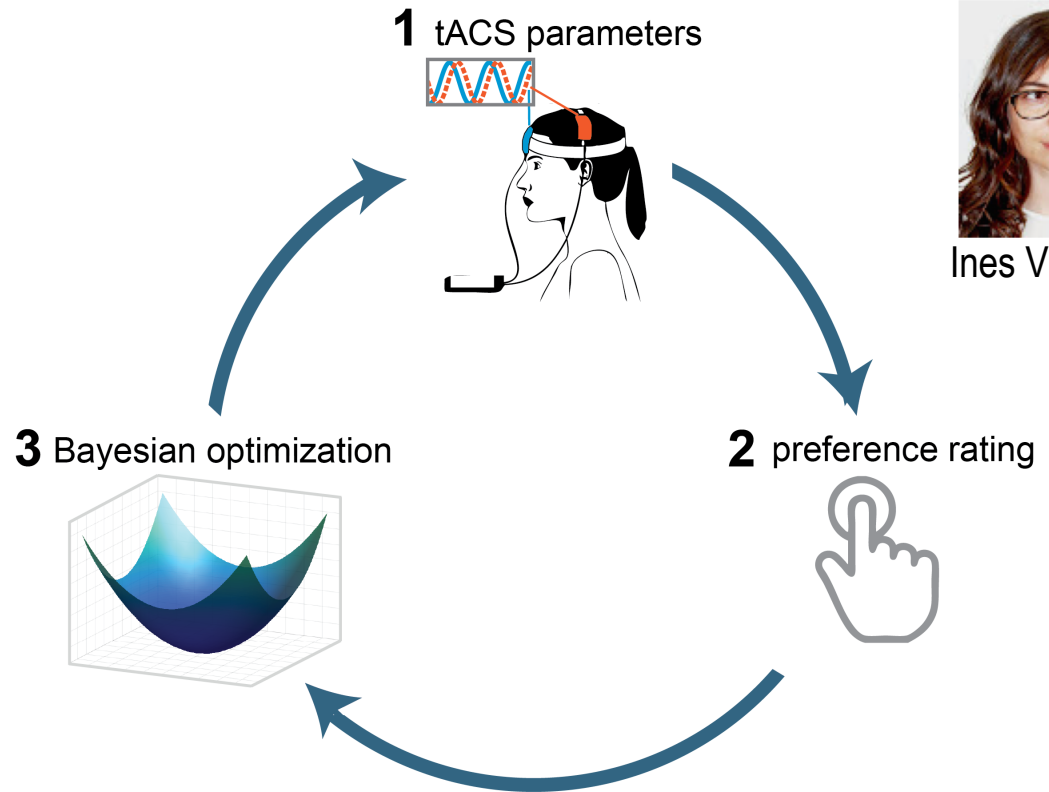 1 tACS parameters
Ines V
3 Bayesian optimization
2 preference rating